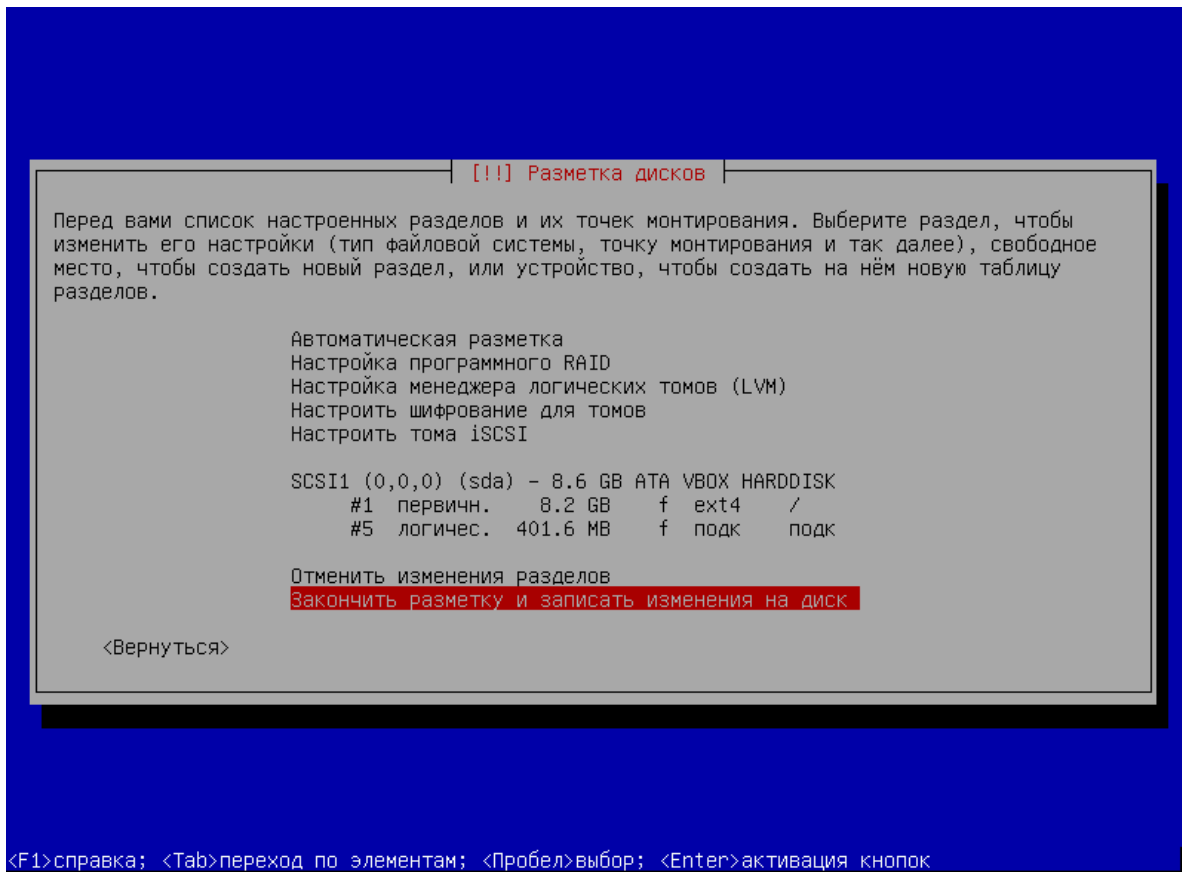 [!!] Разметка дисков
Перед вами список настроенных разделов и их точек монтирования. Выберите раздел, чтобы
изменить его настройки (тип файловой системы, точку монтирования и так далее), свободное
место, чтобы создать новый раздел, или устройство, чтобы создать на нём новую таблицу
разделов.
Автоматическая разметка
Настройка программного RAID
Настройка менеджера логических томов (LVM)
Настроить шифрование для томов
Настроить тома iSCSI
SCSI1 (0,0,0) (sda) – 8.6 GB ATA VBOX HARDDISK
#1 первичн. 8.2 GB f ext4 /
#5 логичес. 401.6 MB f подк подк
Отменить изменения разделов
Закончить разметку и записать изменения на диск
<Вернуться>
<F1>справка; <Tab>переход по элементам; <Пробел>выбор; <Enter>активация кнопок